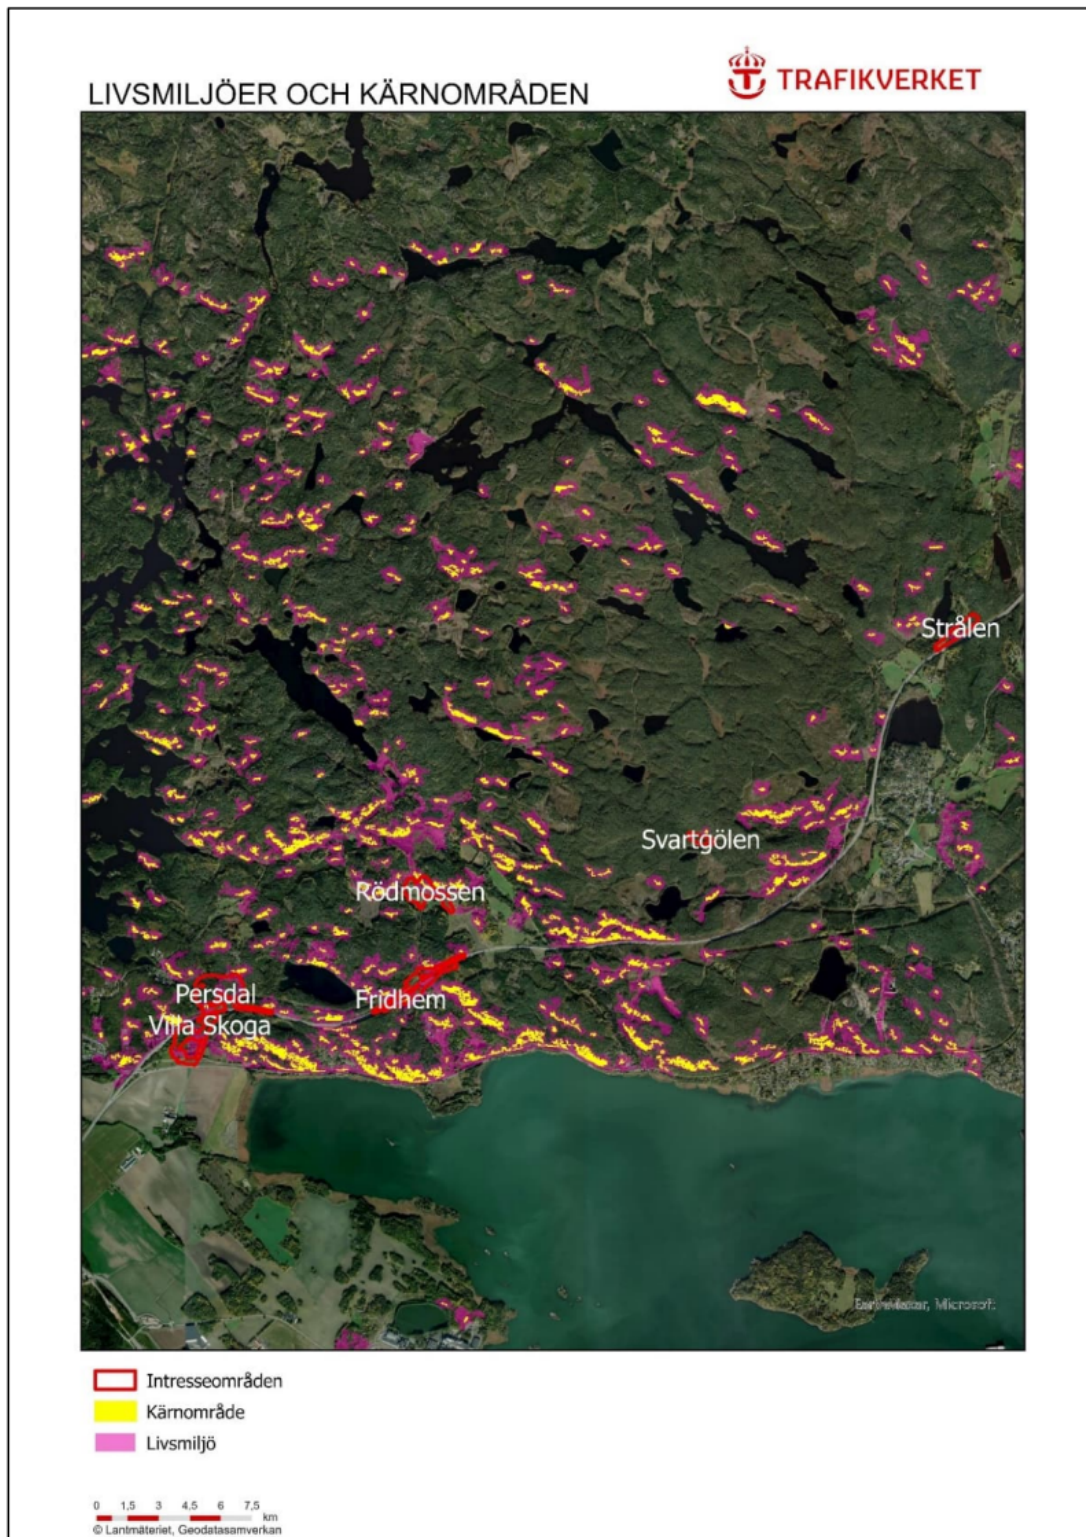 TRAFIKVERKET
LIVSMILJÖER OCH KÄRNOMRÅDEN
Strålen
Svartgölen
Rödmossen
Persdal
Fridhem
Villa Skoga
Microsoft
Intresseområden
Kärnområde
Livsmiljö
0 1,5 3 4,5 6 7,5
km
© Lantmäteriet, Geodatasamverkan